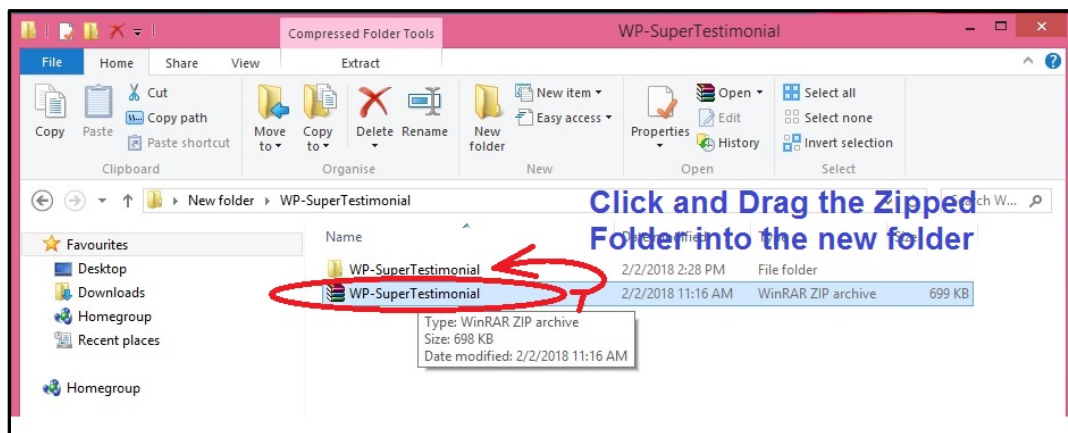 Compressed Folder Tools
WP-SuperTestimonial
File
Home
Share
View
Extract
Copy
Paste
Cut
Copy path
Paste shortcut
Clipboard
Move to
Copy to
Delete
Rename
Organise
New folder
New item
Easy access
New
Properties
Open
Edit
History
Open
Select all
Select none
Invert selection
Select
New folder
WP-SuperTestimonial
Click and Drag the Zipped
Folder into the new folder
Favourites
Desktop
Downloads
Homegroup
Recent places
Homegroup
Name
WP-SuperTestimonial
2/2/2018 2:28 PM
File folder
WP-SuperTestimonial
2/2/2018 11:16 AM
WinRAR ZIP archive
699 KB
Type: WinRAR ZIP archive
Size: 698 KB
Date modified: 2/2/2018 11:16 AM